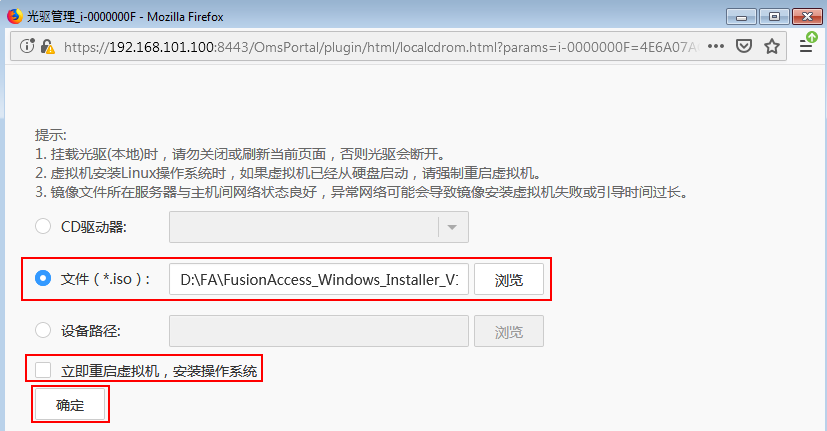 光驱管理_i-0000000F - Mozilla Firefox
https://192.168.101.100:8443/OmsPortal/plugin/html/localcdrom.html?params=i-0000000F=4E6A07A
提示:
1. 挂载光驱(本地)时，请勿关闭或刷新当前页面，否则光驱会断开。
2. 虚拟机安装Linux操作系统时，如果虚拟机已经从硬盘启动，请强制重启虚拟机。
3. 镜像文件所在服务器与主机间网络状态良好，异常网络可能会导致镜像安装虚拟机失败或引导时间过长。
CD驱动器:
文件（*.iso）: D:\FA\FusionAccess_Windows_Installer_V1 浏览
设备路径: 浏览
立即重启虚拟机，安装操作系统
确定